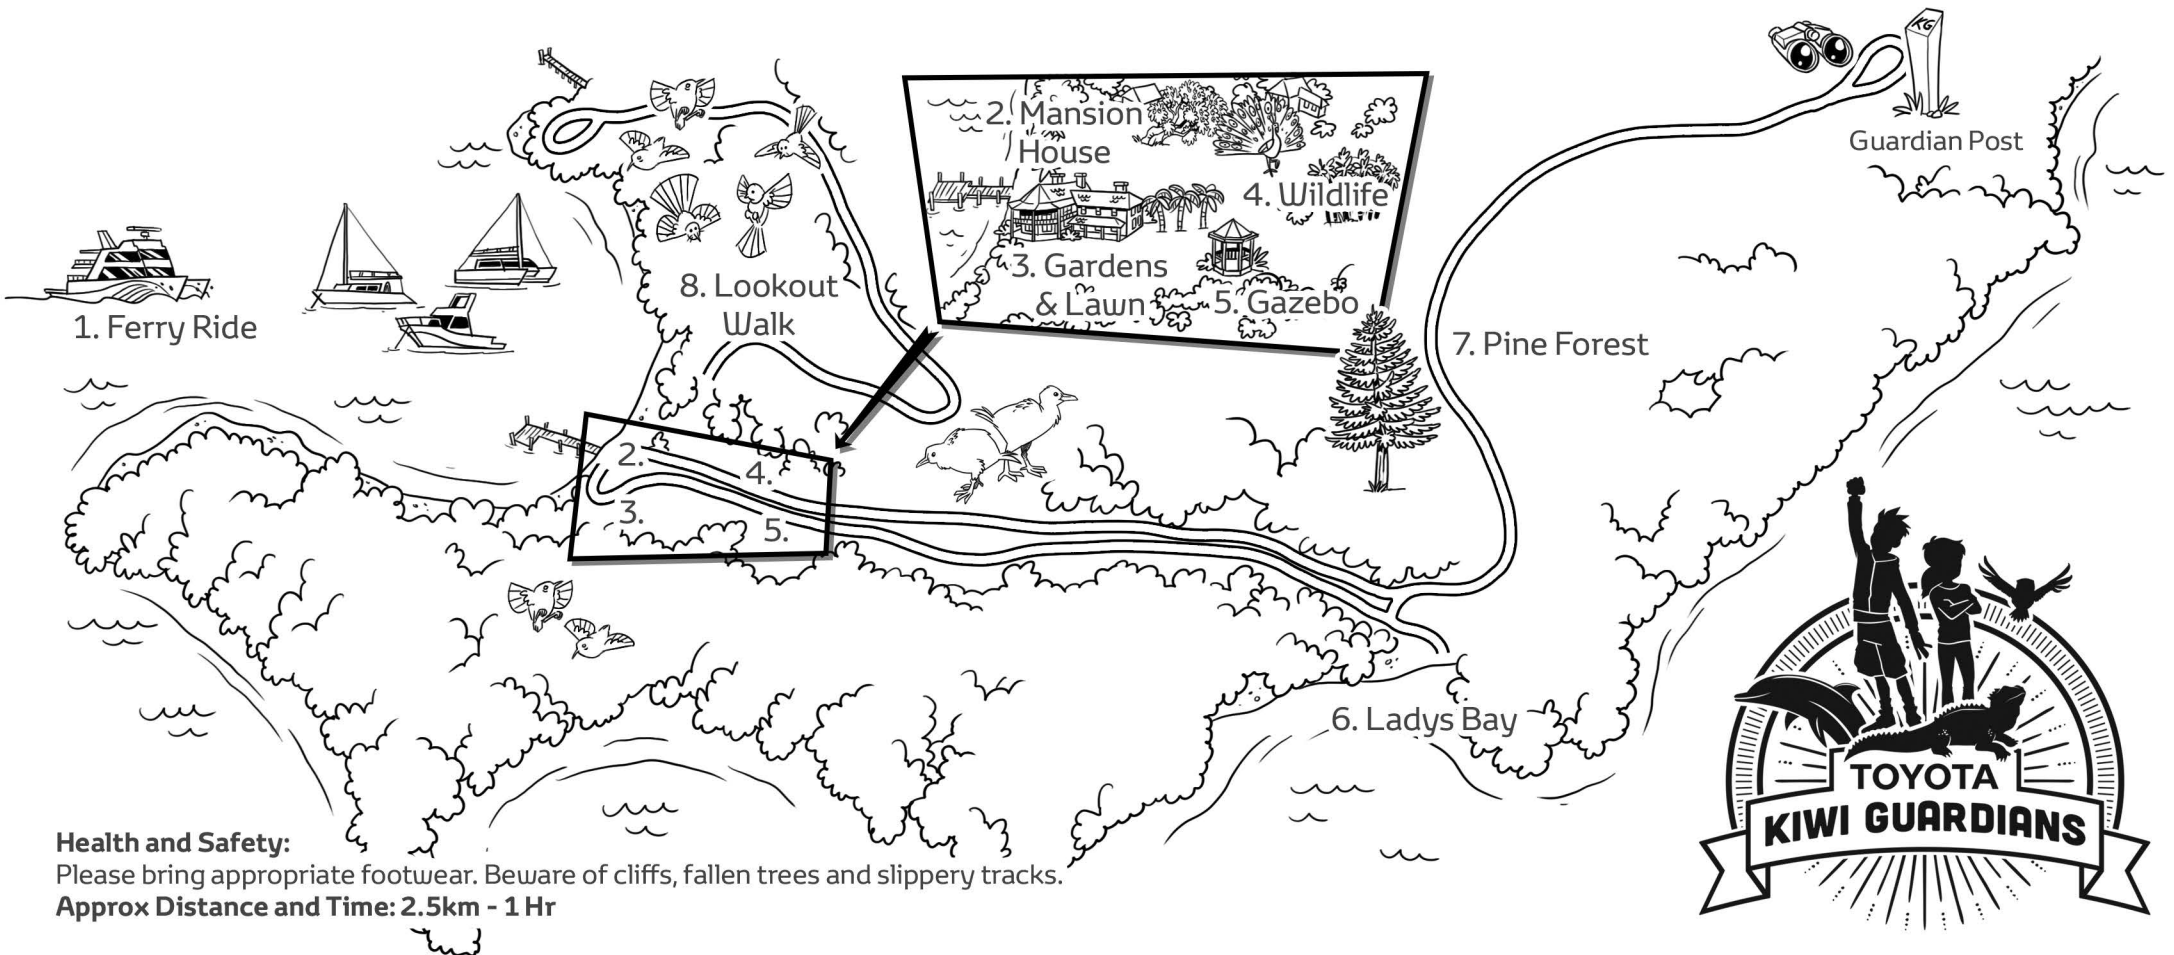 KG
Guardian Post
2. Mansion
House
4. Wildlife
3. Gardens
& Lawn
5. Gazebo
8. Lookout
Walk
1. Ferry Ride
7. Pine Forest
2.
4.
3.
5.
6. Ladys Bay
TOYOTA
KIWI GUARDIANS
Health and Safety:
Please bring appropriate footwear. Beware of cliffs, fallen trees and slippery tracks.
Approx Distance and Time: 2.5km - 1 Hr